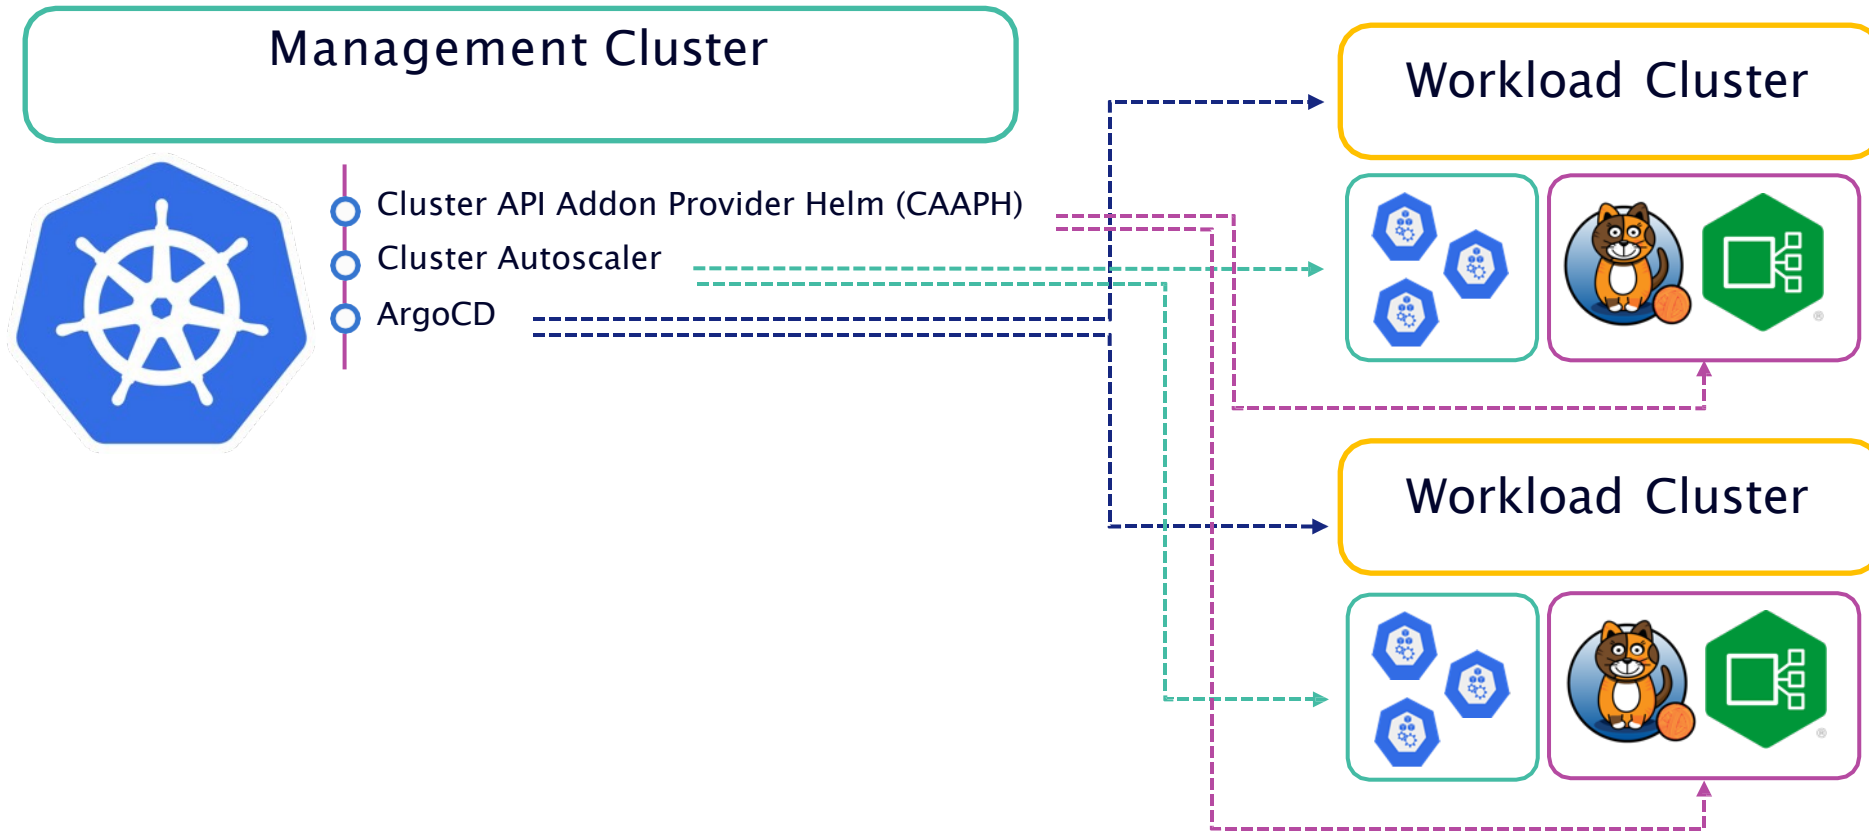 Management Cluster
Cluster API Addon Provider Helm (CAAPH)
Cluster Autoscaler
ArgoCD
Workload Cluster
®
Workload Cluster
®